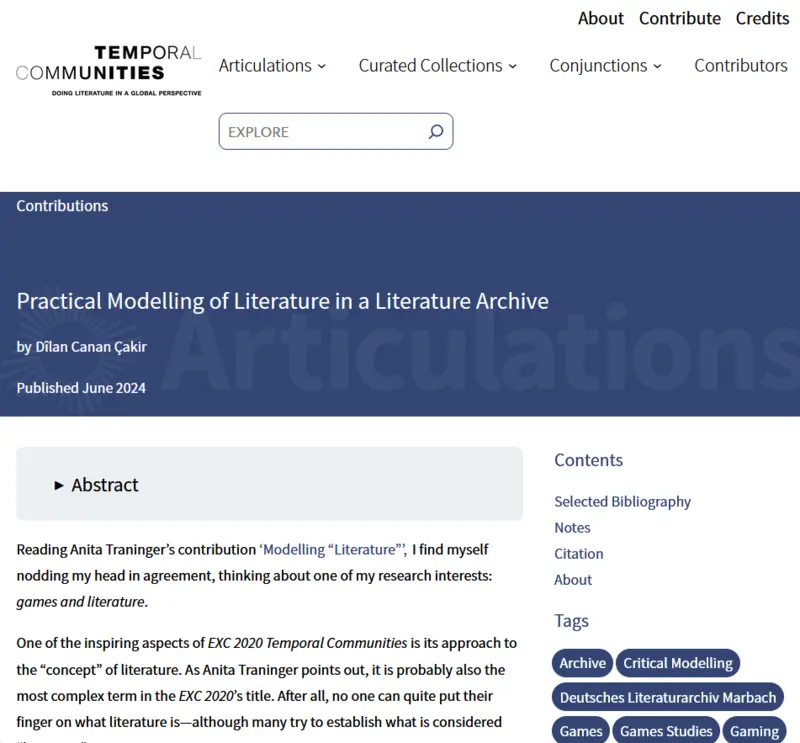 About Contribute Credits
TEMPORAL
COMMUNITIES
DOING LITERATURE IN A GLOBAL PERSPECTIVE
Articulations Curated Collections Conjunctions Contributors
EXPLORE
Contributions
Articulations
Practical Modelling of Literature in a Literature Archive
by Dîlan Canan Çakir
Published June 2024
► Abstract
Reading Anita Traninger’s contribution ‘Modelling “Literature”’, I find myself
nodding my head in agreement, thinking about one of my research interests:
games and literature.
One of the inspiring aspects of EXC 2020 Temporal Communities is its approach to
the “concept” of literature. As Anita Traninger points out, it is probably also the
most complex term in the EXC 2020’s title. After all, no one can quite put their
finger on what literature is—although many try to establish what is considered
Contents
Selected Bibliography
Notes
Citation
About
Tags
Archive Critical Modelling
Deutsches Literaturarchiv Marbach
Games Games Studies Gaming